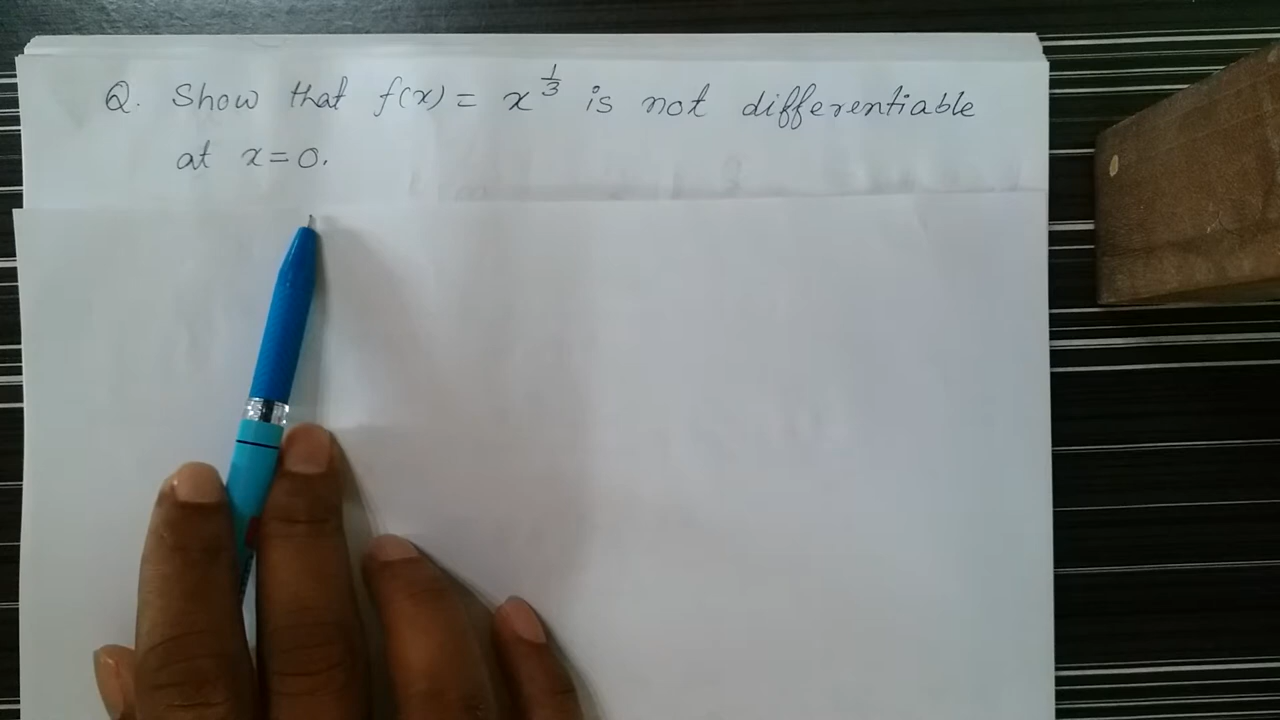 Q. Show that f(x) = x^{1/3} is not differentiable
at x=0.